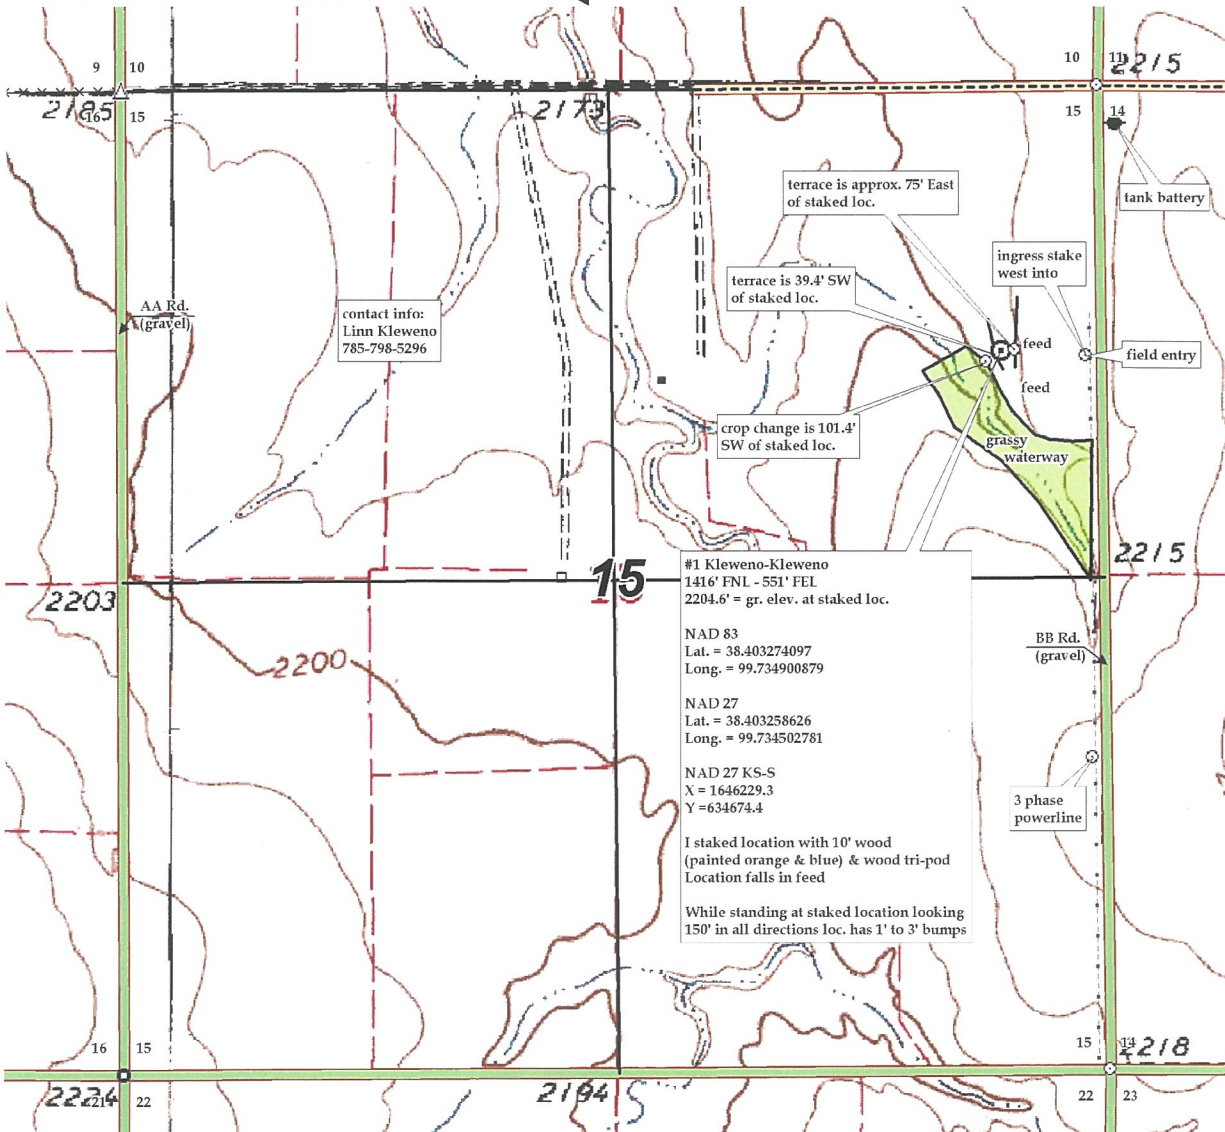 9 10
10 11
2215
2185
16 15
2173
15 14
tank battery
terrace is approx. 75' East
of staked loc.
ingress stake
west into
terrace is 39.4' SW
of staked loc.
AA Rd.
(gravel)
contact info:
Linn Kleweno
785-798-5296
feed
field entry
feed
crop change is 101.4'
SW of staked loc.
grassy
waterway
2215
15
2203
#1 Kleweno-Kleweno
1416' FNL - 551' FEL
2204.6' = gr. elev. at staked loc.
NAD 83
Lat. = 38.403274097
Long. = 99.734900879
NAD 27
Lat. = 38.403258626
Long. = 99.734502781
NAD 27 KS-S
X = 1646229.3
Y =634674.4
I staked location with 10' wood
(painted orange & blue) & wood tri-pod
Location falls in feed
While standing at staked location looking
150' in all directions loc. has 1' to 3' bumps
BB Rd.
(gravel)
2200
3 phase
powerline
16 15
15 14
2218
2224
21 22
2194
22 23